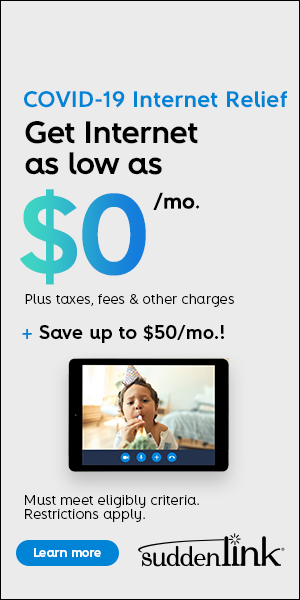 COVID-19 Internet Relief
Get Internet
as low as
$0 /mo.
Plus taxes, fees & other charges
+ Save up to $50/mo.!
Must meet eligibly criteria.
Restrictions apply.
Learn more
suddenlink®